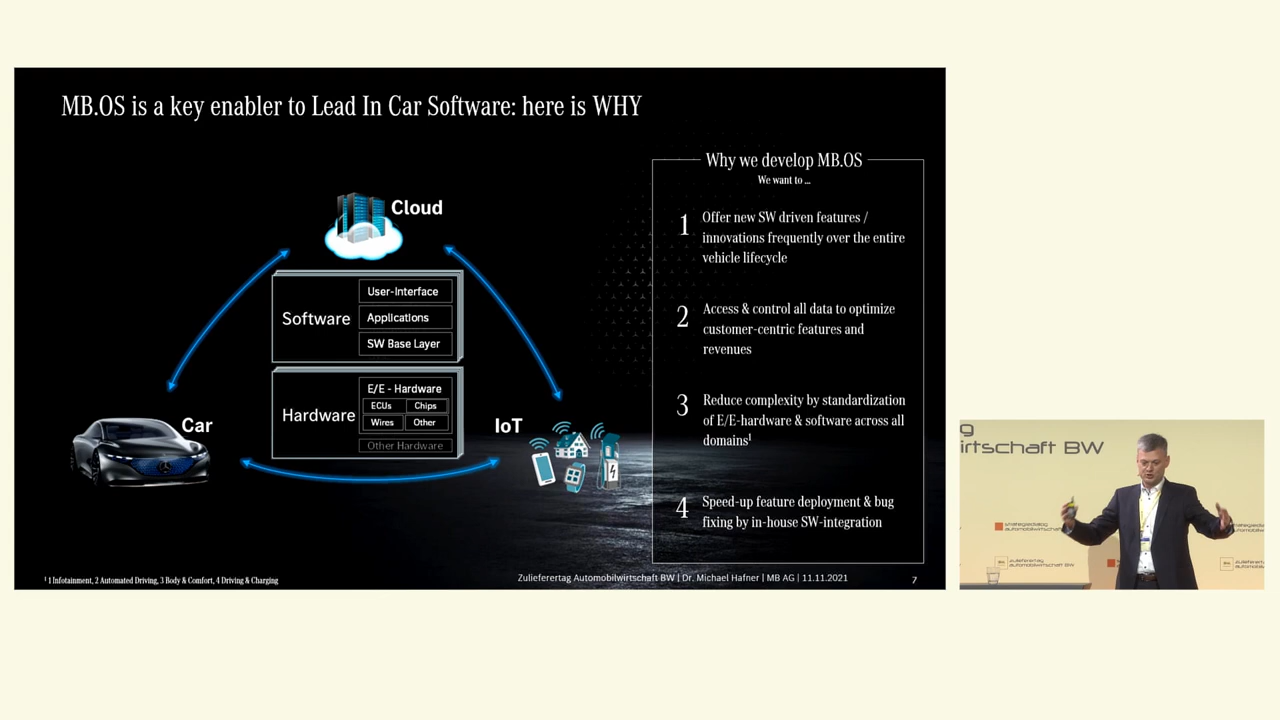 MB.OS is a key enabler to Lead In Car Software: here is WHY
Cloud
Software
User-Interface
Applications
SW Base Layer
Hardware
E/E - Hardware
ECUs
Chips
Wires
Other
Other Hardware
Car
IoT
Why we develop MB.OS
We want to ...
1
Offer new SW driven features /
innovations frequently over the entire
vehicle lifecycle
2
Access & control all data to optimize
customer-centric features and
revenues
3
Reduce complexity by standardization
of E/E-hardware & software across all
domains¹
4
Speed-up feature deployment & bug
fixing by in-house SW-integration
¹ 1 Infotainment, 2 Automated Driving, 3 Body & Comfort, 4 Driving & Charging
Zulieferertag Automobilwirtschaft BW | Dr. Michael Hafner | MB AG | 11.11.2021
7
g
irtschaft BW
strategiedialog
automobilwirtschaft
Zulieferertag
automobilwirtschaft BW